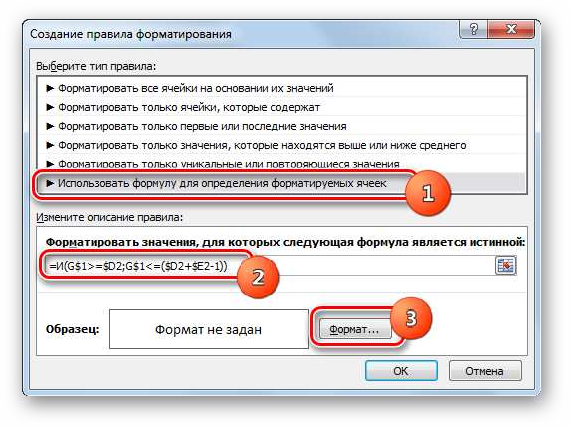 Создание правила форматирования
?
Выберите тип правила:
► Форматировать все ячейки на основании их значений
► Форматировать только ячейки, которые содержат
► Форматировать только первые или последние значения
► Форматировать только значения, которые находятся выше или ниже среднего
► Форматировать только уникальные или повторяющиеся значения
► Использовать формулу для определения форматируемых ячеек
1
Измените описание правила:
Форматировать значения, для которых следующая формула является истинной:
=И(G$1>=$D2;G$1<=($D2+$E2-1))
2
Образец: Формат не задан Формат...
3
ОК Отмена